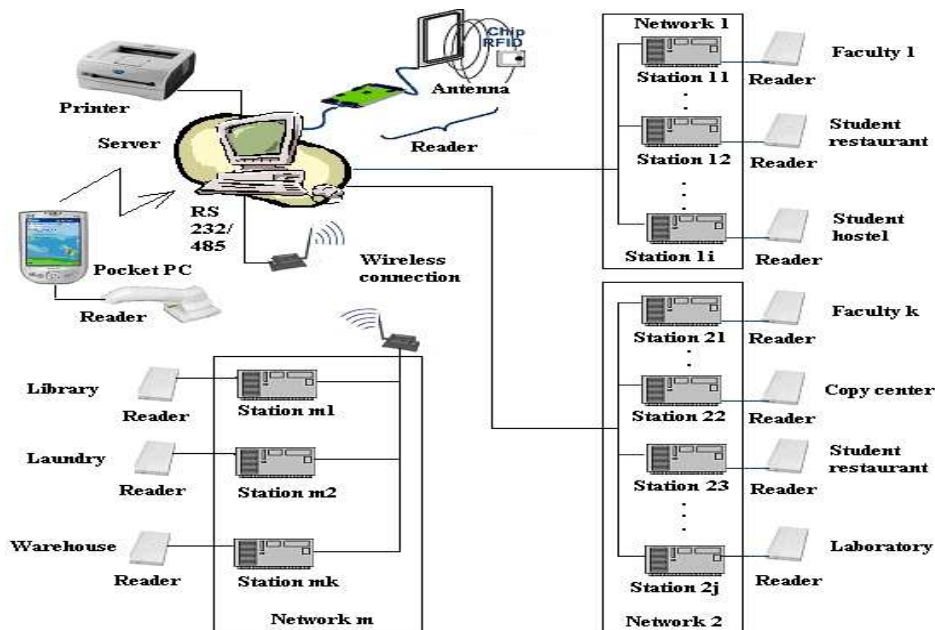 Printer
Server
RS
232/
485
Pocket PC
Reader
Wireless
connection
Chip
RFID
Antenna
Reader
Network 1
Station 11
Reader
Faculty 1
Station 12
Reader
Student
restaurant
Station 1i
Reader
Student
hostel
Station 21
Reader
Faculty k
Station 22
Reader
Copy center
Station 23
Reader
Student
restaurant
Station 2j
Reader
Laboratory
Network 2
Library
Reader
Station m1
Laundry
Reader
Station m2
Warehouse
Reader
Station mk
Network m